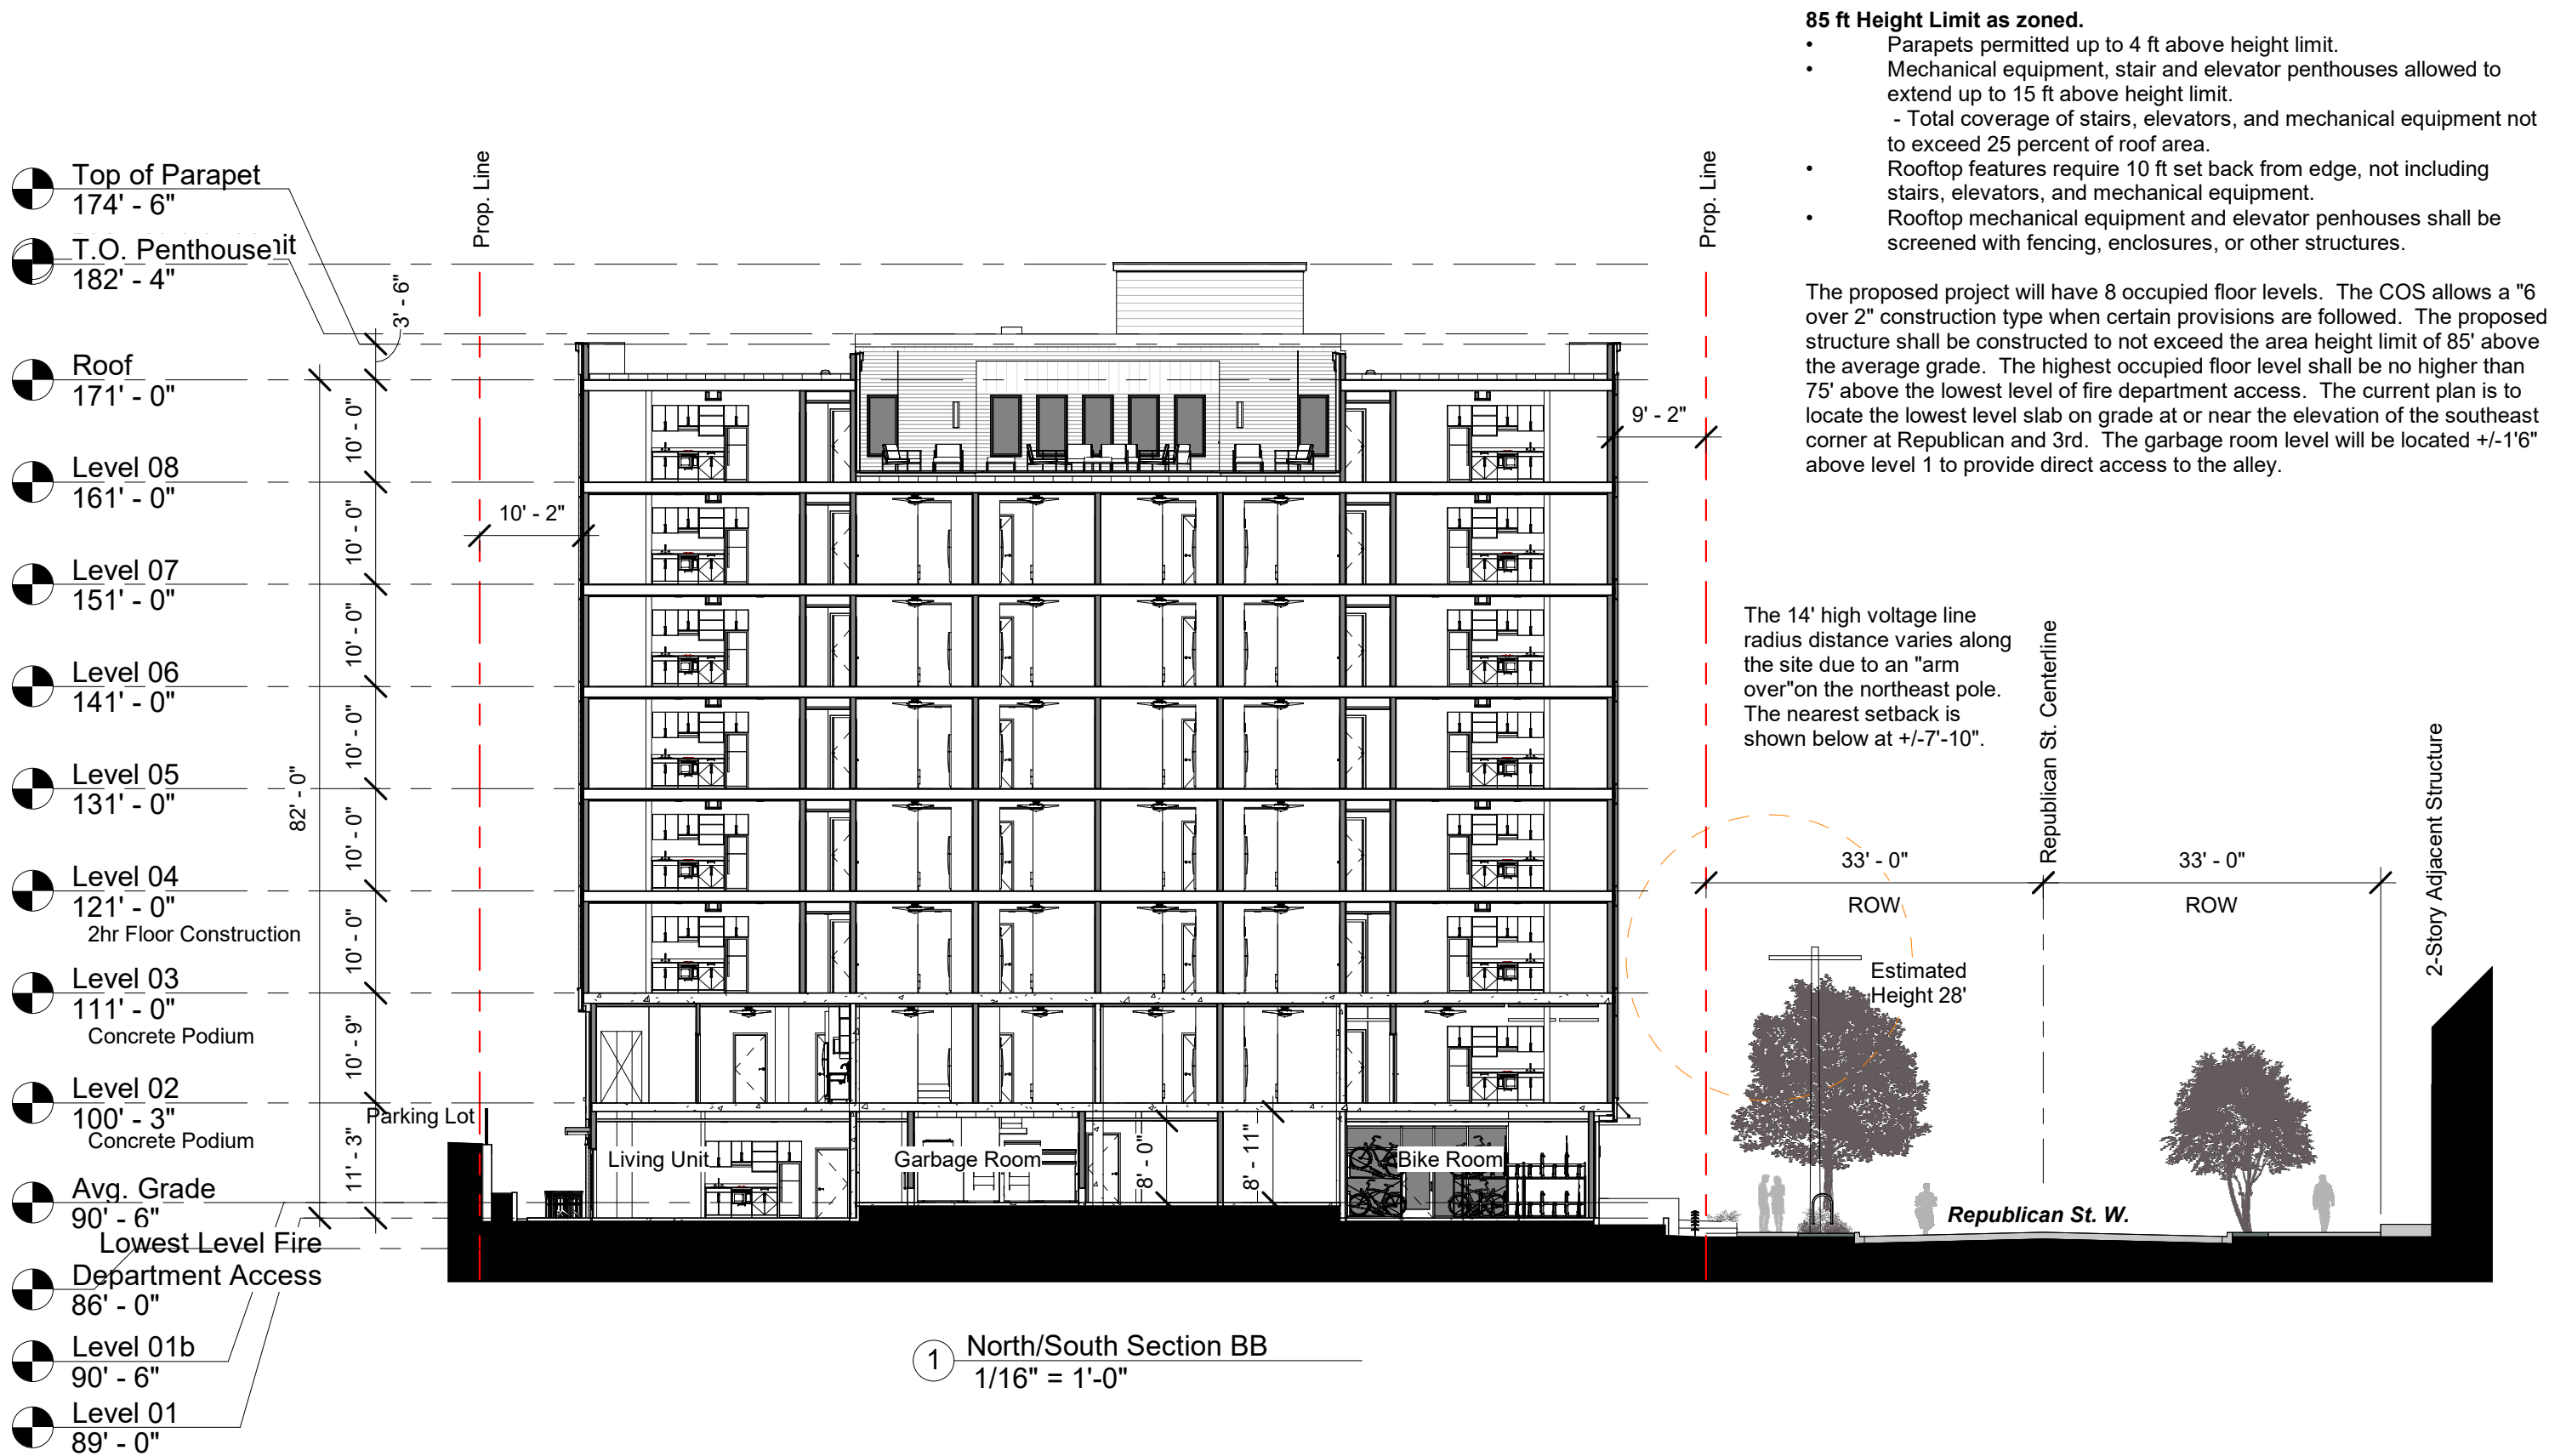 85 ft Height Limit as zoned.
• Parapets permitted up to 4 ft above height limit.
• Mechanical equipment, stair and elevator penthouses allowed to
extend up to 15 ft above height limit.
- Total coverage of stairs, elevators, and mechanical equipment not
to exceed 25 percent of roof area.
• Rooftop features require 10 ft set back from edge, not including
stairs, elevators, and mechanical equipment.
• Rooftop mechanical equipment and elevator penhouses shall be
screened with fencing, enclosures, or other structures.
The proposed project will have 8 occupied floor levels. The COS allows a "6
over 2" construction type when certain provisions are followed. The proposed
structure shall be constructed to not exceed the area height limit of 85' above
the average grade. The highest occupied floor level shall be no higher than
75' above the lowest level of fire department access. The current plan is to
locate the lowest level slab on grade at or near the elevation of the southeast
corner at Republican and 3rd. The garbage room level will be located +/-1'6"
above level 1 to provide direct access to the alley.
Top of Parapet
174' - 6"
T.O. Penthouse
182' - 4"
Roof
171' - 0"
Level 08
161' - 0"
Level 07
151' - 0"
Level 06
141' - 0"
Level 05
131' - 0"
Level 04
121' - 0"
2hr Floor Construction
Level 03
111' - 0"
Concrete Podium
Level 02
100' - 3"
Concrete Podium
Avg. Grade
90' - 6"
Lowest Level Fire
Department Access
86' - 0"
Level 01b
90' - 6"
Level 01
89' - 0"
3' - 6"
10' - 0"
10' - 0"
10' - 0"
10' - 0"
10' - 0"
10' - 0"
10' - 9"
11' - 3"
82' - 0"
Prop. Line
Prop. Line
10' - 2"
9' - 2"
Parking Lot
Living Unit
Garbage Room
8' - 0"
8' - 11"
Bike Room
The 14' high voltage line
radius distance varies along
the site due to an "arm
over"on the northeast pole.
The nearest setback is
shown below at +/-7'-10".
Republican St. Centerline
2-Story Adjacent Structure
33' - 0"
ROW
33' - 0"
ROW
Estimated
Height 28'
Republican St. W.
1
North/South Section BB
1/16" = 1'-0"